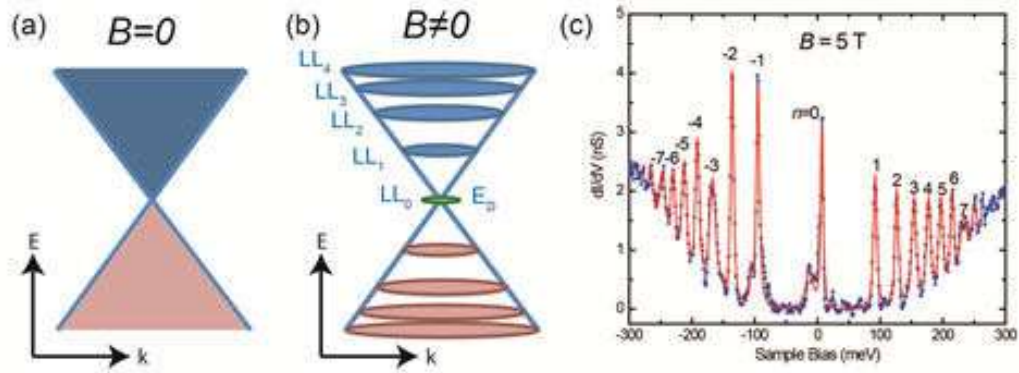 (a)
B=0
E
k
(b)
B≠0
LL₄
LL₃
LL₂
LL₁
LL₀
E_D
E
k
(c)
B = 5 T
dI/dV (nS)
5
4
3
2
1
0
-7 -6 -5 -4 -3 -2 -1 n=0 1 2 3 4 5 6 7
-300 -200 -100 0 100 200 300
Sample Bias (meV)